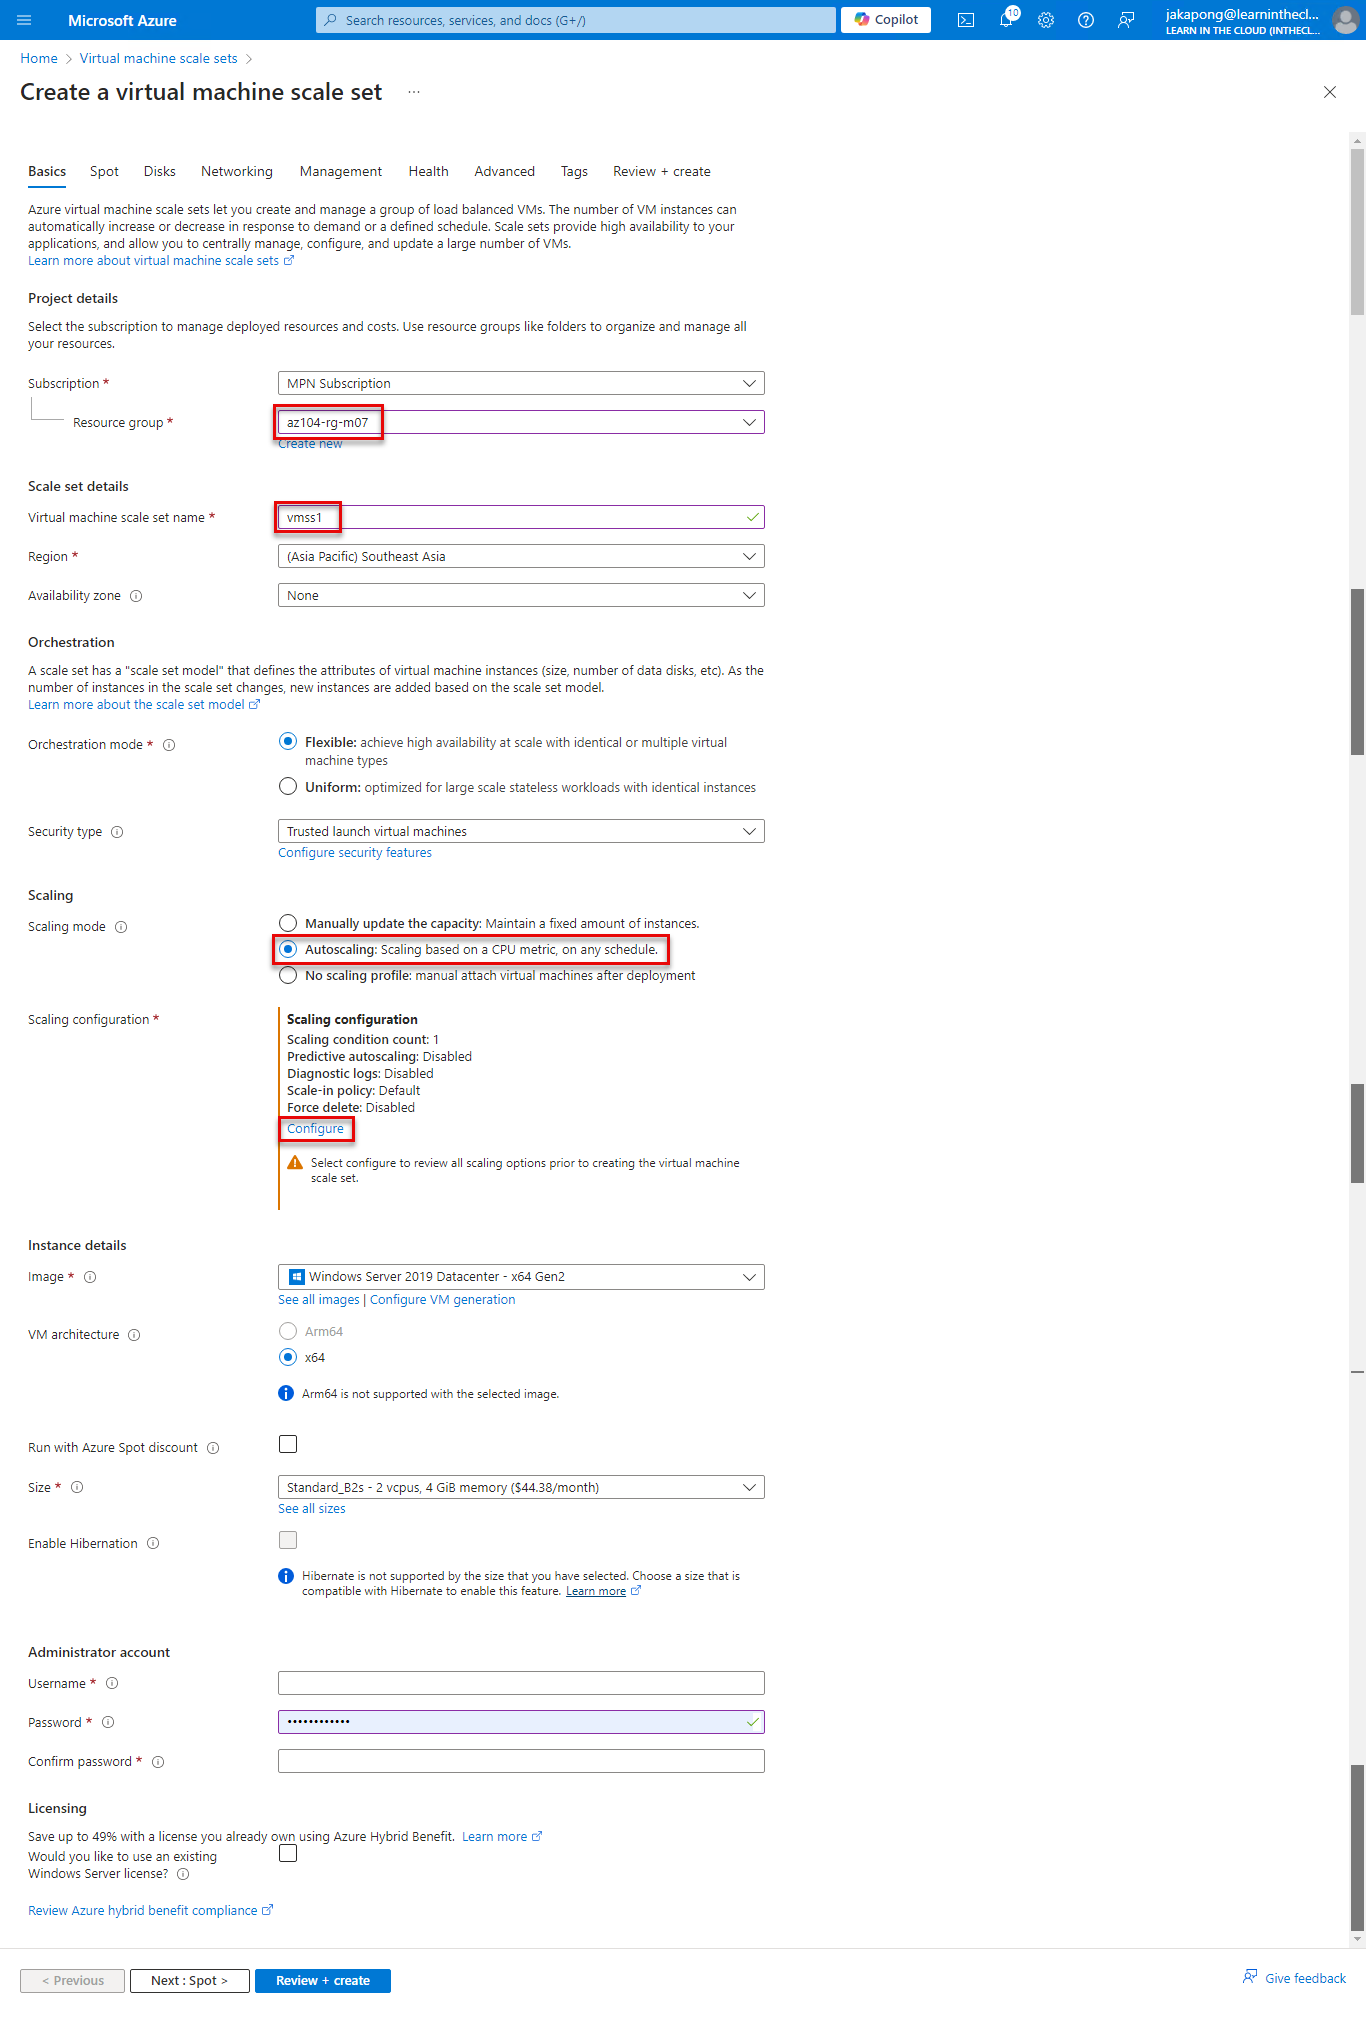 Microsoft Azure
Search resources, services, and docs (G+/)
Copilot
10
jakapong@learninthecl...
LEARN IN THE CLOUD (INTHECL...
Home > Virtual machine scale sets >
Create a virtual machine scale set ...
Basics Spot Disks Networking Management Health Advanced Tags Review + create
Azure virtual machine scale sets let you create and manage a group of load balanced VMs. The number of VM instances can
automatically increase or decrease in response to demand or a defined schedule. Scale sets provide high availability to your
applications, and allow you to centrally manage, configure, and update a large number of VMs.
Learn more about virtual machine scale sets
Project details
Select the subscription to manage deployed resources and costs. Use resource groups like folders to organize and manage all
your resources.
Subscription * MPN Subscription
Resource group * az104-rg-m07
Create new
Scale set details
Virtual machine scale set name * vmss1
Region * (Asia Pacific) Southeast Asia
Availability zone None
Orchestration
A scale set has a "scale set model" that defines the attributes of virtual machine instances (size, number of data disks, etc). As the
number of instances in the scale set changes, new instances are added based on the scale set model.
Learn more about the scale set model
Orchestration mode * Flexible: achieve high availability at scale with identical or multiple virtual
machine types
Uniform: optimized for large scale stateless workloads with identical instances
Security type Trusted launch virtual machines
Configure security features
Scaling
Scaling mode
Manually update the capacity: Maintain a fixed amount of instances.
Autoscaling: Scaling based on a CPU metric, on any schedule.
No scaling profile: manual attach virtual machines after deployment
Scaling configuration * Scaling configuration
Scaling condition count: 1
Predictive autoscaling: Disabled
Diagnostic logs: Disabled
Scale-in policy: Default
Force delete: Disabled
Configure
Select configure to review all scaling options prior to creating the virtual machine
scale set.
Instance details
Image * Windows Server 2019 Datacenter - x64 Gen2
See all images | Configure VM generation
VM architecture Arm64
x64
Arm64 is not supported with the selected image.
Run with Azure Spot discount
Size * Standard_B2s - 2 vcpus, 4 GiB memory ($44.38/month)
See all sizes
Enable Hibernation
Hibernate is not supported by the size that you have selected. Choose a size that is
compatible with Hibernate to enable this feature. Learn more
Administrator account
Username *
Password * ••••••••••••
Confirm password *
Licensing
Save up to 49% with a license you already own using Azure Hybrid Benefit. Learn more
Would you like to use an existing
Windows Server license?
Review Azure hybrid benefit compliance
< Previous Next : Spot > Review + create Give feedback